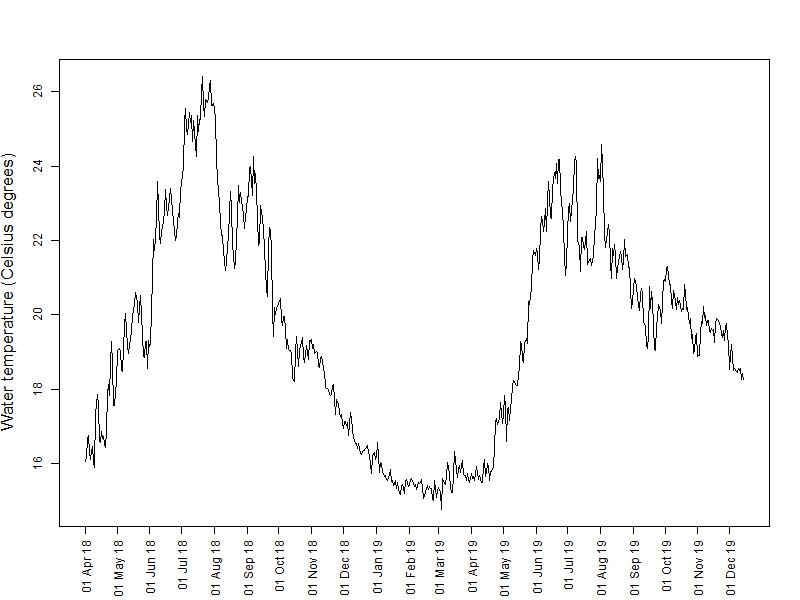 Water temperature (Celsius degrees)
26
24
22
20
18
16
01 Apr 18
01 May 18
01 Jun 18
01 Jul 18
01 Aug 18
01 Sep 18
01 Oct 18
01 Nov 18
01 Dec 18
01 Jan 19
01 Feb 19
01 Mar 19
01 Apr 19
01 May 19
01 Jun 19
01 Jul 19
01 Aug 19
01 Sep 19
01 Oct 19
01 Nov 19
01 Dec 19